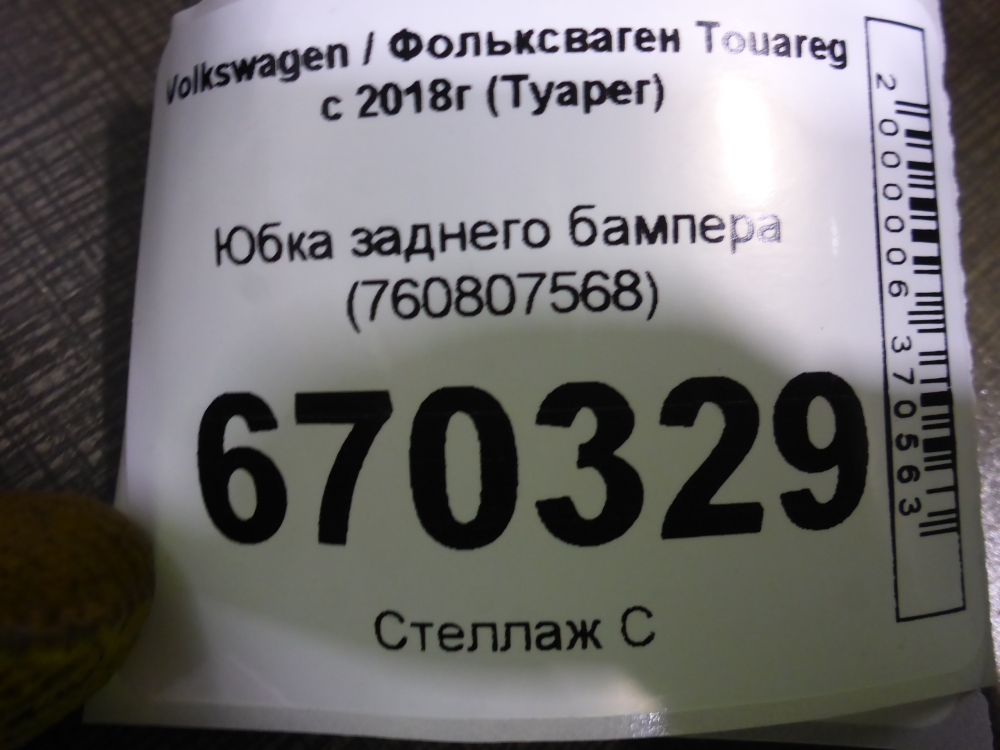 Volkswagen / Фольксваген Touareg
с 2018г (Туарег)
Юбка заднего бампера
(760807568)
670329
Стеллаж С
2000006370563